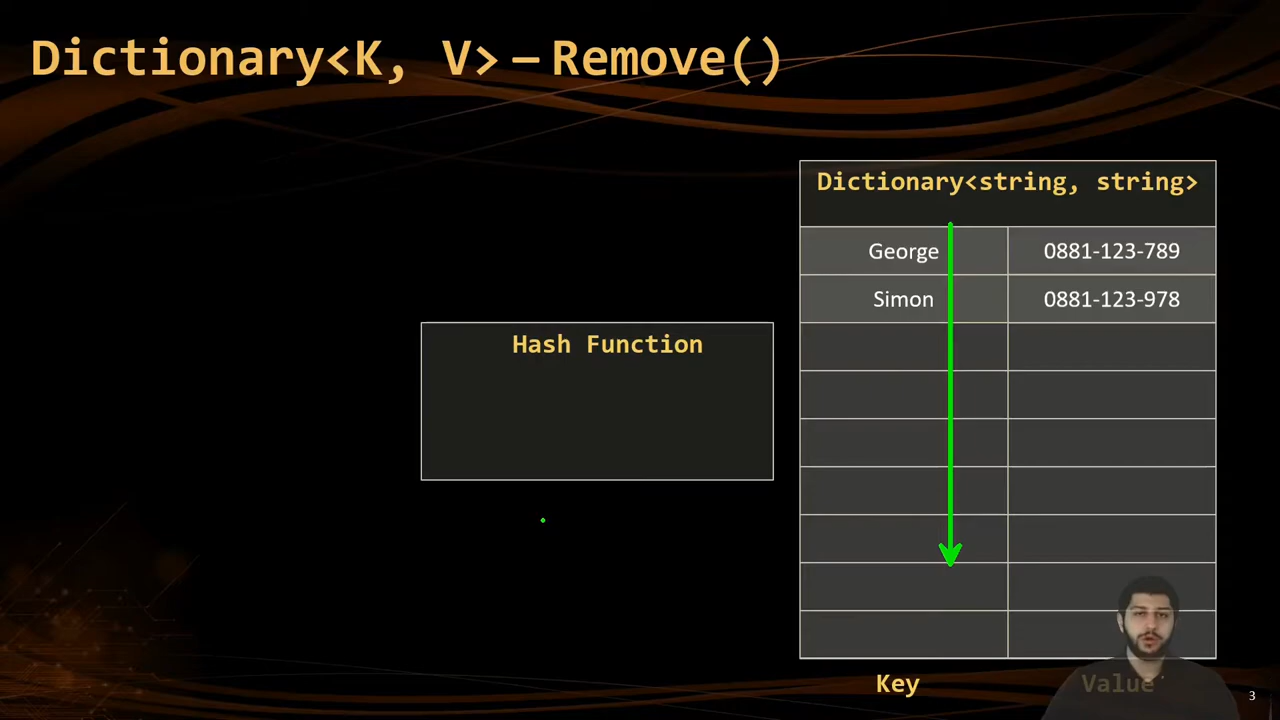 Dictionary<K, V> – Remove()
Dictionary<string, string>
George 0881-123-789
Simon 0881-123-978
Hash Function
Key Value
3